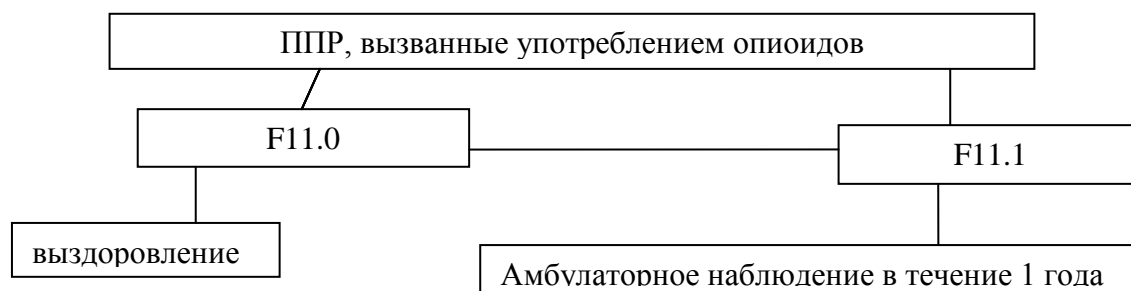 ППР, вызванные употреблением опиоидов
F11.0
F11.1
выздоровление
Амбулаторное наблюдение в течение 1 года